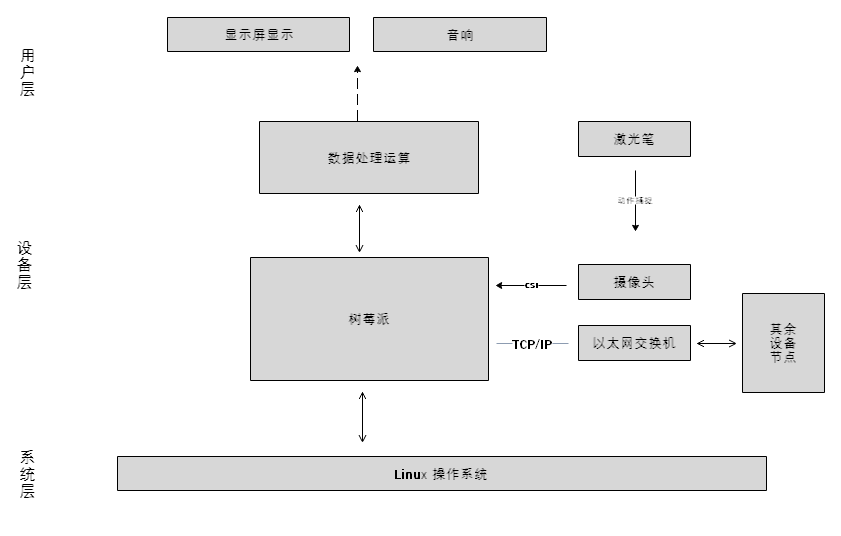 用户层
显示屏显示
音响
数据处理运算
激光笔
动作捕捉
设备层
树莓派
CSI
摄像头
TCP/IP
以太网交换机
其余
设备
节点
系统层
Linux 操作系统